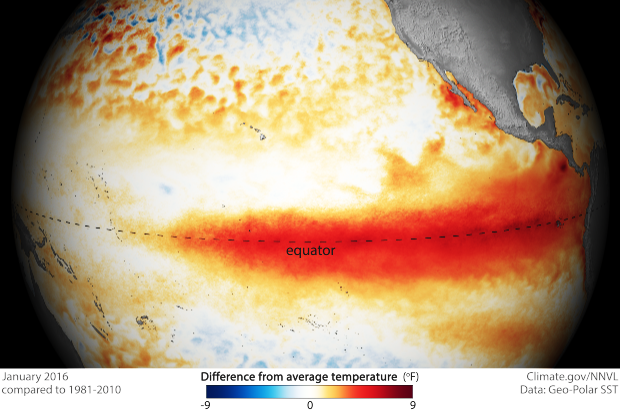 equator
January 2016
compared to 1981-2010
Difference from average temperature (°F)
-9 0 9
Climate.gov/NNVL
Data: Geo-Polar SST